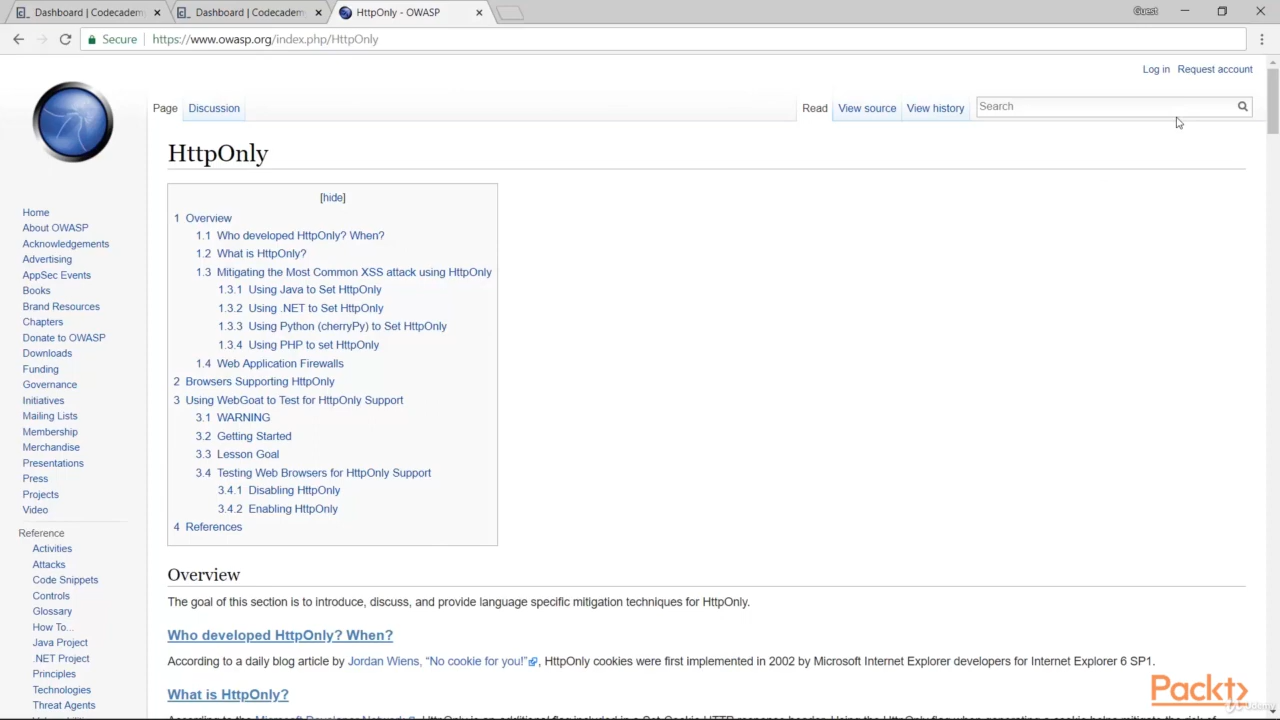 Dashboard | Codecadem
Dashboard | Codecadem
HttpOnly - OWASP
Guest
Secure
https://www.owasp.org/index.php/HttpOnly
Log in
Request account
Page
Discussion
Read
View source
View history
Search
HttpOnly
[hide]
1 Overview
1.1 Who developed HttpOnly? When?
1.2 What is HttpOnly?
1.3 Mitigating the Most Common XSS attack using HttpOnly
1.3.1 Using Java to Set HttpOnly
1.3.2 Using .NET to Set HttpOnly
1.3.3 Using Python (cherryPy) to Set HttpOnly
1.3.4 Using PHP to set HttpOnly
1.4 Web Application Firewalls
2 Browsers Supporting HttpOnly
3 Using WebGoat to Test for HttpOnly Support
3.1 WARNING
3.2 Getting Started
3.3 Lesson Goal
3.4 Testing Web Browsers for HttpOnly Support
3.4.1 Disabling HttpOnly
3.4.2 Enabling HttpOnly
4 References
Home
About OWASP
Acknowledgements
Advertising
AppSec Events
Books
Brand Resources
Chapters
Donate to OWASP
Downloads
Funding
Governance
Initiatives
Mailing Lists
Membership
Merchandise
Presentations
Press
Projects
Video
Reference
Activities
Attacks
Code Snippets
Controls
Glossary
How To...
Java Project
.NET Project
Principles
Technologies
Threat Agents
Overview
The goal of this section is to introduce, discuss, and provide language specific mitigation techniques for HttpOnly.
Who developed HttpOnly? When?
According to a daily blog article by Jordan Wiens, “No cookie for you!”, HttpOnly cookies were first implemented in 2002 by Microsoft Internet Explorer developers for Internet Explorer 6 SP1.
What is HttpOnly?
Packt
Udemy